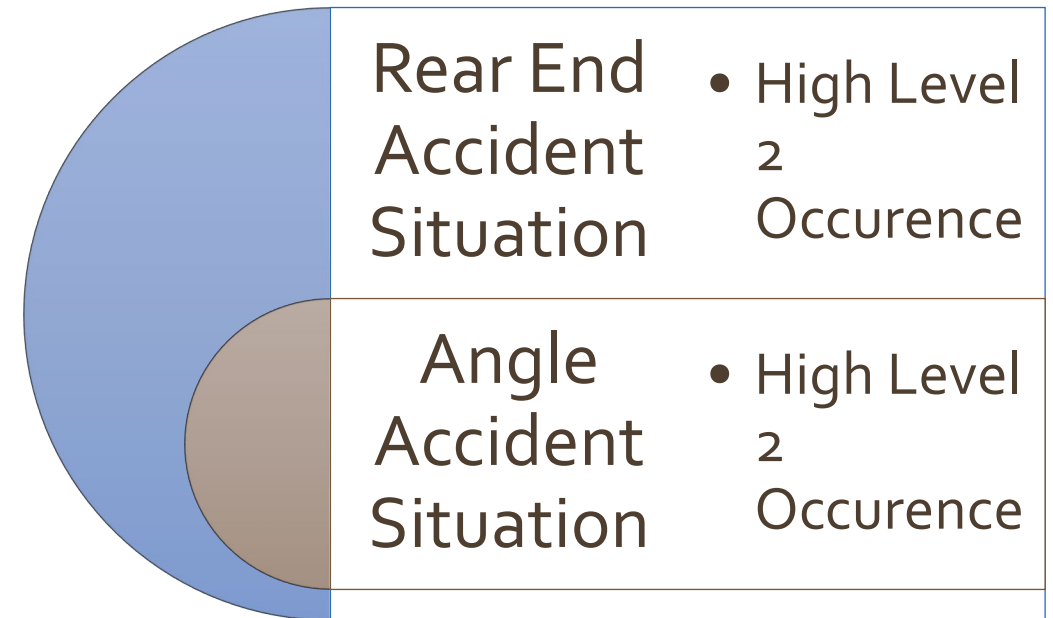 Rear End
Accident
Situation
• High Level
2
Occurence
Angle
Accident
Situation
• High Level
2
Occurence